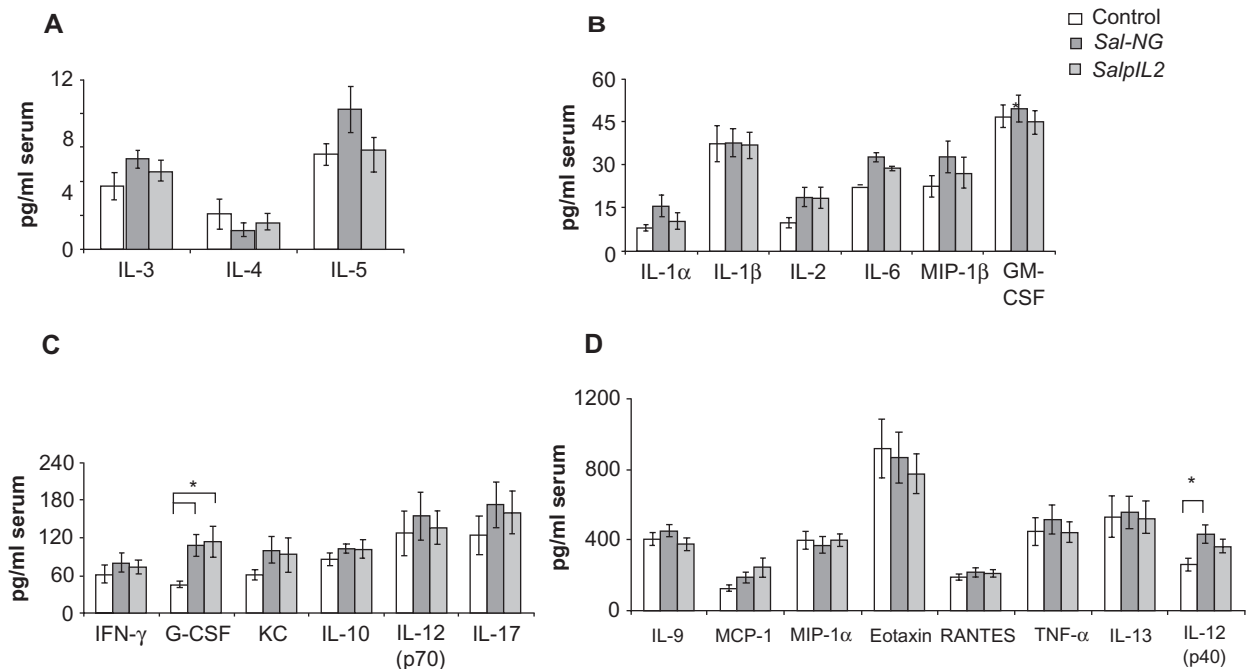 A
pg/ml serum
12
8
4
0
IL-3 IL-4 IL-5
B
Control
Sal-NG
SalpIL2
pg/ml serum
60
45
30
15
0
*
IL-1α IL-1β IL-2 IL-6 MIP-1β GM-
CSF
C
pg/ml serum
240
180
120
60
0
*
IFN-γ G-CSF KC IL-10 IL-12 IL-17
(p70)
D
pg/ml serum
1200
800
400
0
*
IL-9 MCP-1 MIP-1α Eotaxin RANTES TNF-α IL-13 IL-12
(p40)